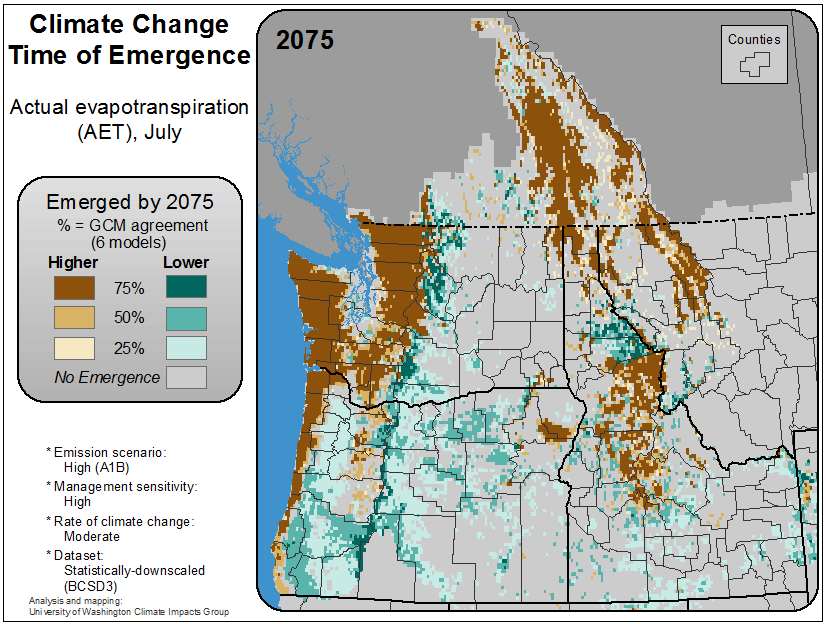 Climate Change
Time of Emergence
Actual evapotranspiration
(AET), July
Emerged by 2075
% = GCM agreement
(6 models)
Higher Lower
75%
50%
25%
No Emergence
* Emission scenario:
High (A1B)
* Management sensitivity:
High
* Rate of climate change:
Moderate
* Dataset:
Statistically-downscaled
(BCSD3)
Analysis and mapping:
University of Washington Climate Impacts Group
2075
Counties